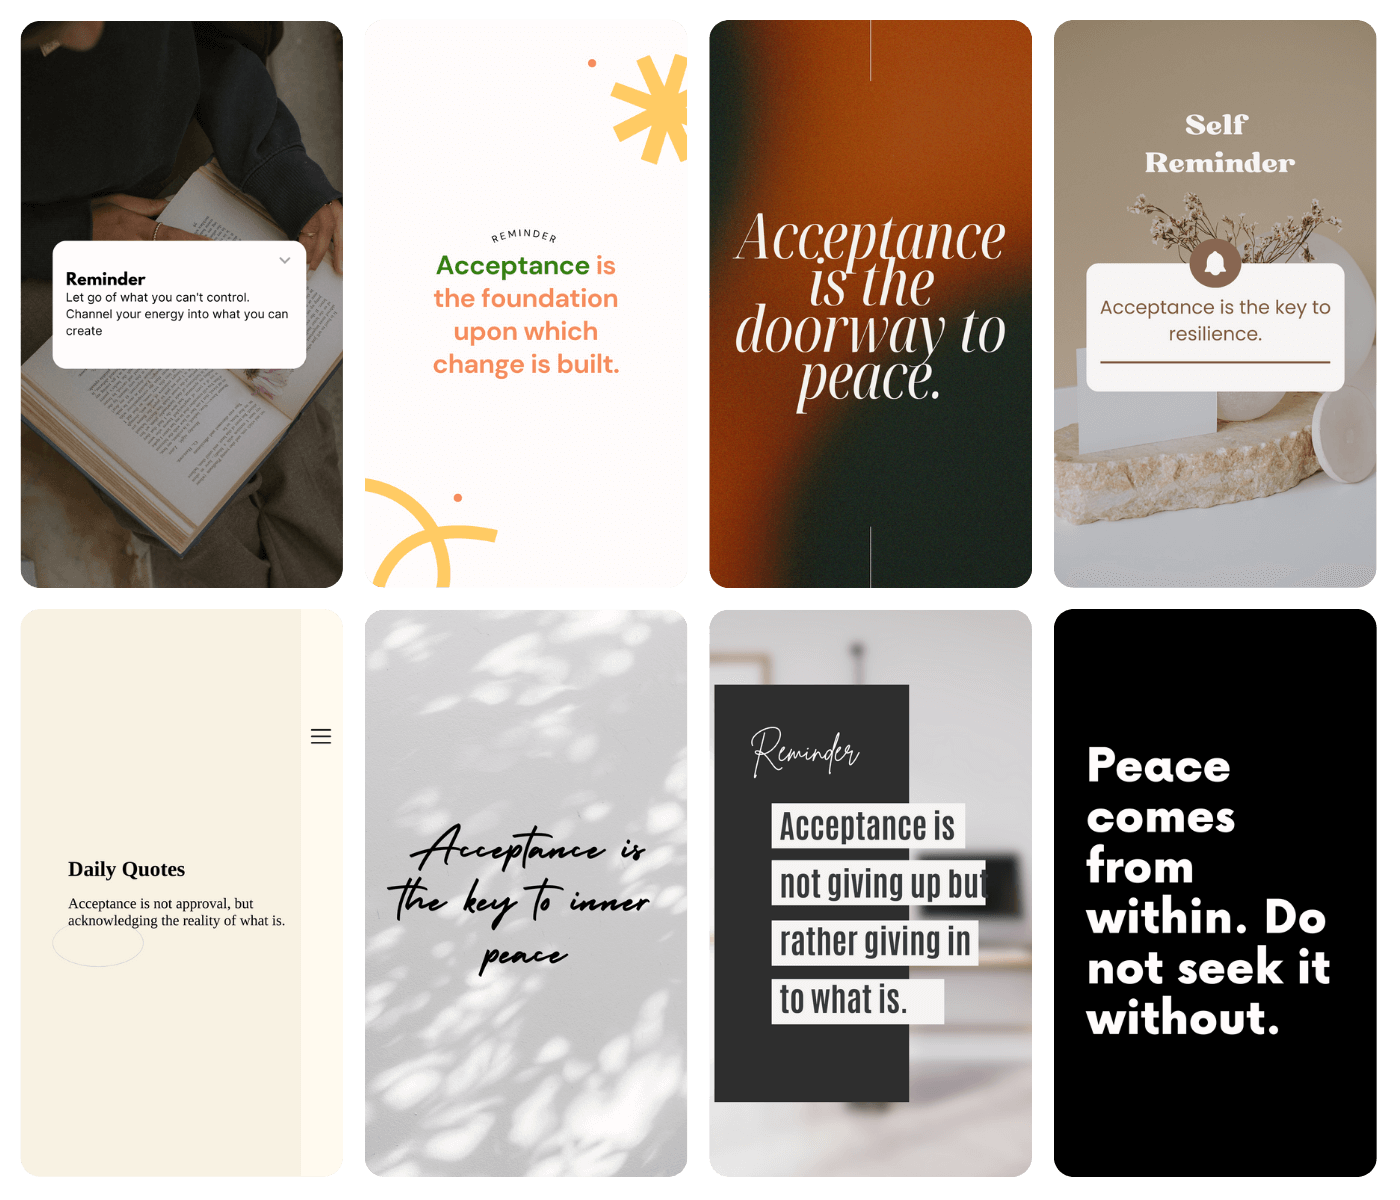 Reminder
Let go of what you can't control.
Channel your energy into what you can
create
REMINDER
Acceptance is
the foundation
upon which
change is built.
Acceptance
is the
doorway to
peace.
Self
Reminder
Acceptance is the key to
resilience.
Daily Quotes
Acceptance is not approval, but
acknowledging the reality of what is.
Acceptance is
the key to inner
peace
Reminder
Acceptance is
not giving up but
rather giving in
to what is.
Peace
comes
from
within. Do
not seek it
without.